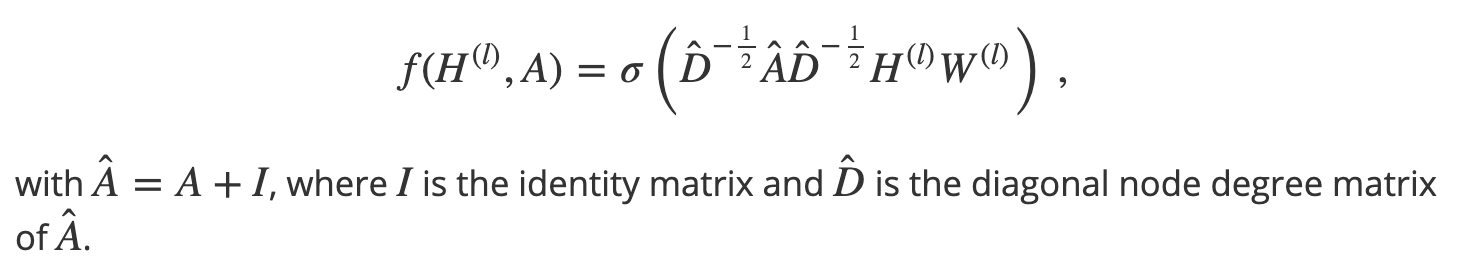 f(H^{(l)}, A) = σ ( D̂^{-1/2} Â D̂^{-1/2} H^{(l)} W^{(l)} ) ,
with Â = A + I, where I is the identity matrix and D̂ is the diagonal node degree matrix
of Â.